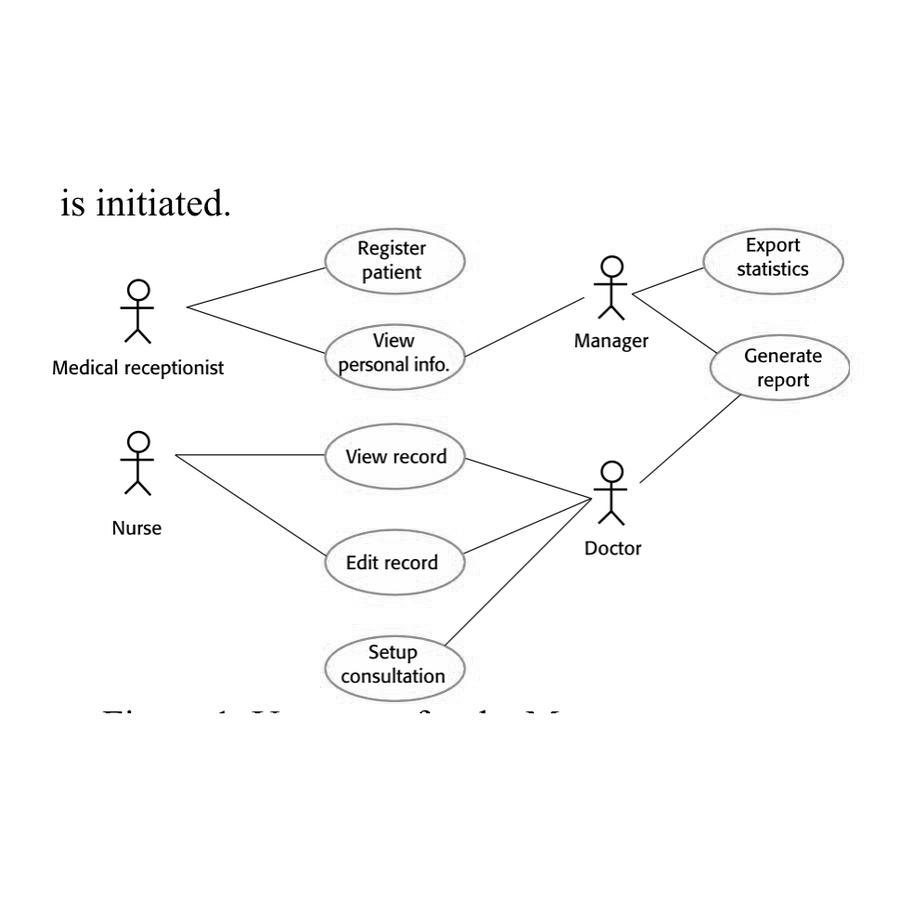 is initiated.
Register
patient
Export
statistics
Medical receptionist
View
personal info.
Manager
Generate
report
Nurse
View record
Doctor
Edit record
Setup
consultation